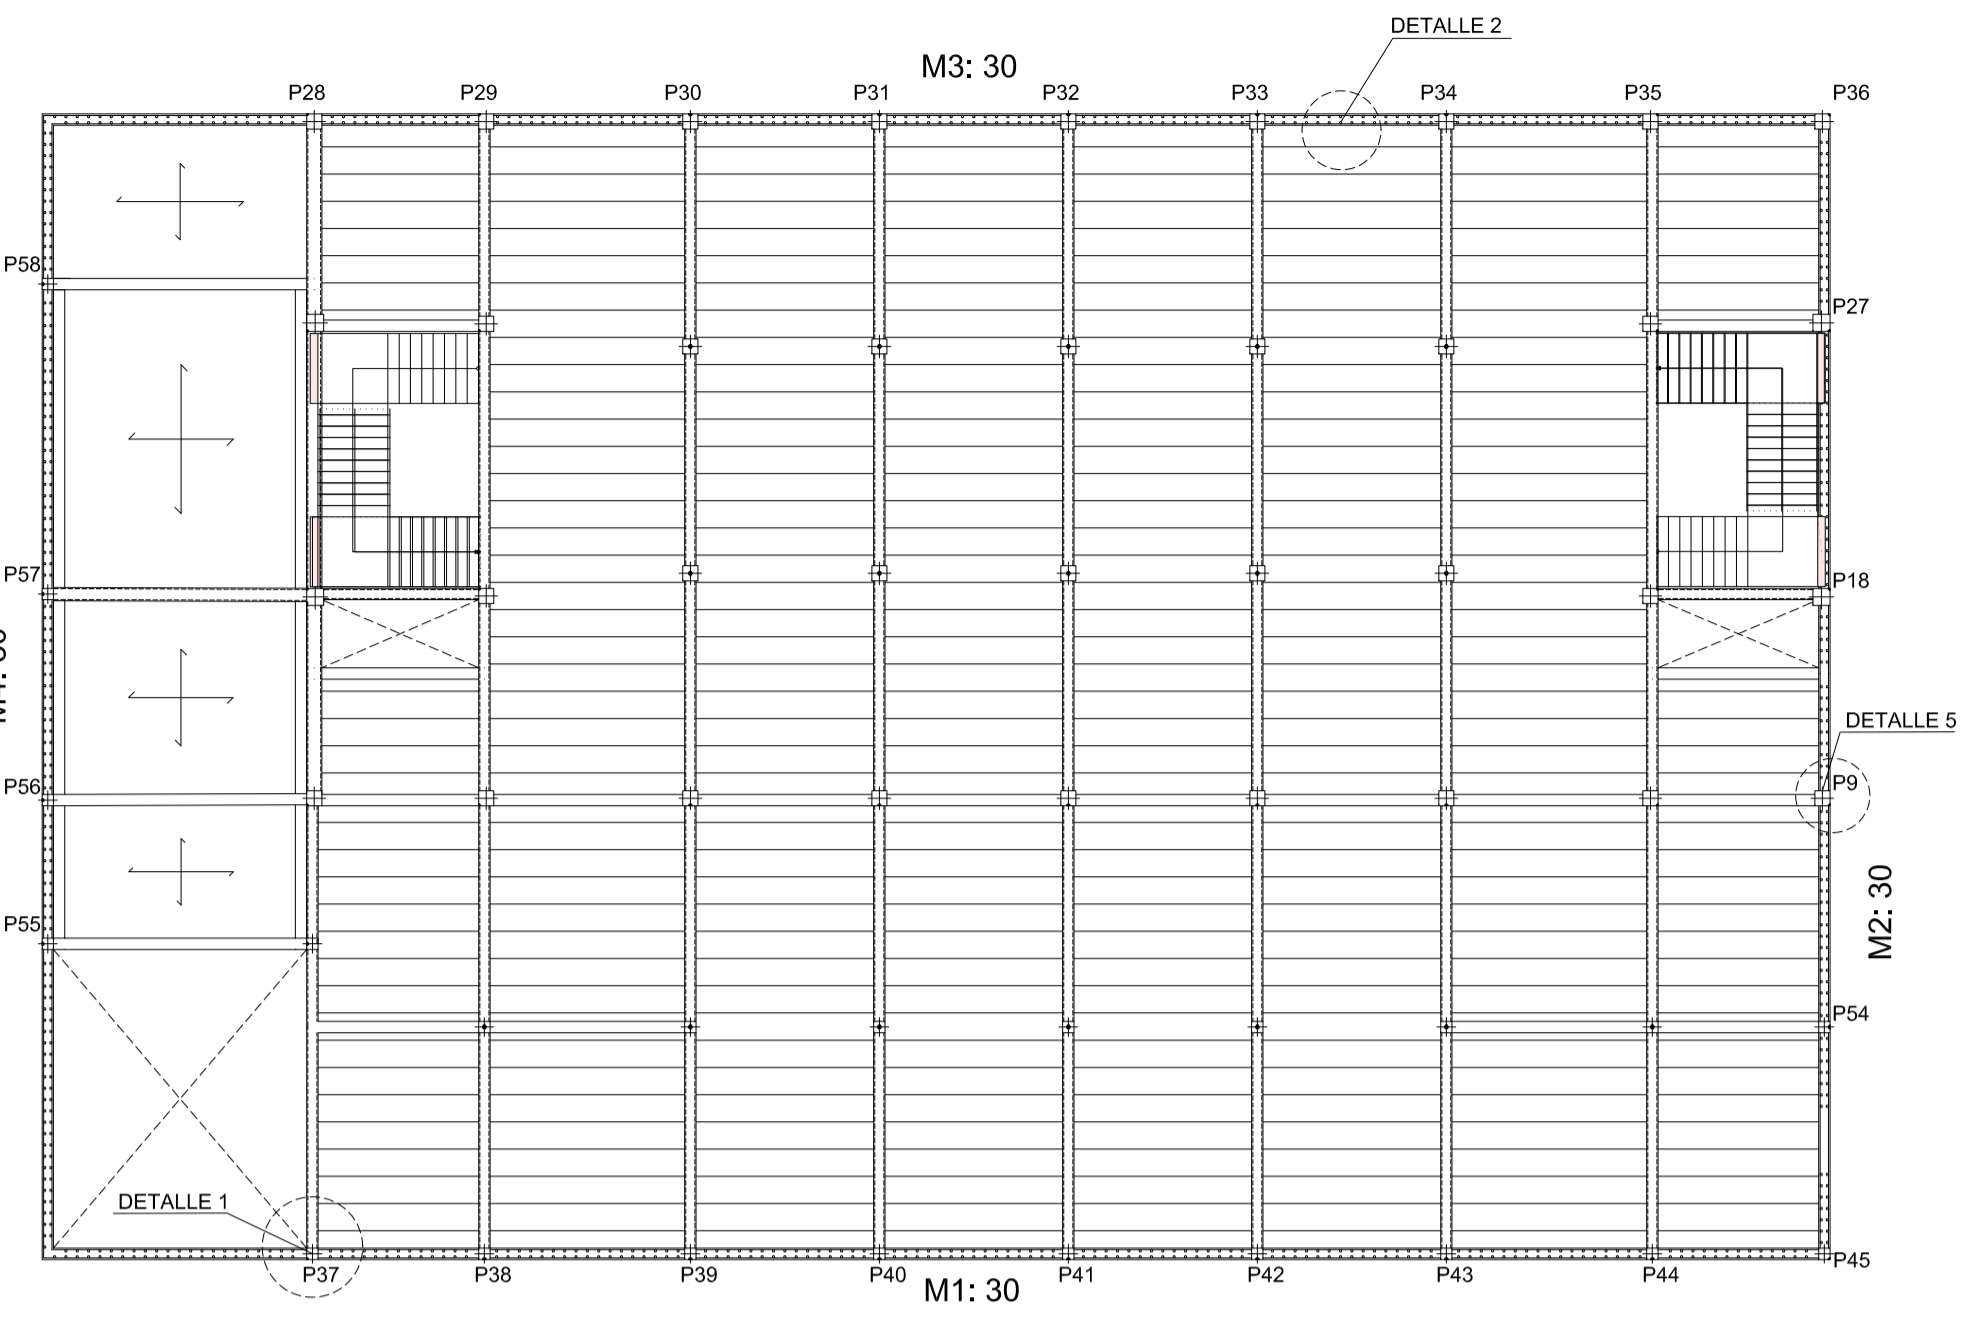 DETALLE 2
M3: 30
P28 P29 P30 P31 P32 P33 P34 P35 P36
P58
P27
P57
P18
DETALLE 5
P56
P9
M2: 30
P55
P54
DETALLE 1
P37 P38 P39 P40 P41 P42 P43 P44 P45
M1: 30